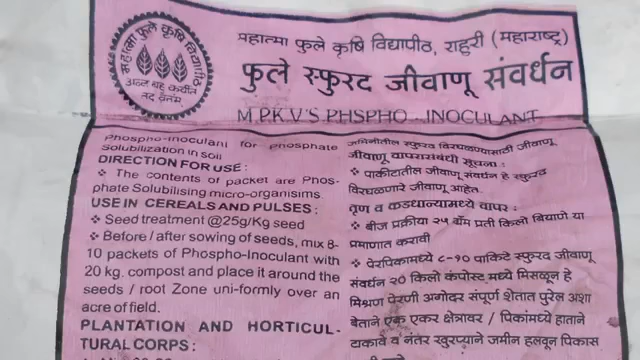 महात्मा फुले कृषि विद्यापीठ
महात्मा फुले कृषि विद्यापीठ, राहुरी (महाराष्ट्र)
फुले स्फुरद जीवाणू संवर्धन
M.P.K.V'S PHSPHO INOCULANT
Phospho-Inoculant for phosphate
Solubilization in soil
DIRECTION FOR USE :
❖ The contents of packet are Phos-
phate Solubilising micro-organisims
USE IN CEREALS AND PULSES :
❖ Seed treatment @25g/Kg seed
❖ Before / after sowing of seeds, mix 8-
10 packets of Phospho-Inoculant with
20 kg. compost and place it around the
seeds / root Zone uni-formly over an
acre of field.
PLANTATION AND HORTICUL-
TURAL CORPS :
जमिनीतील स्फुरद विरघळण्यासाठी जीवाणू
जीवाणू वापरासंबंधी सूचना :
❖ पाकीटातील जीवाणू संवर्धन हे स्फुरद
विरघळणारे जीवाणू आहेत.
तृण व कडधान्यामध्ये वापर :
❖ बीज प्रक्रीया २५ ग्रॅम प्रती किलो बियाणे या
प्रमाणात करावी
❖ पेरपिकामध्ये ८-१० पाकिटे स्फुरद जीवाणू
संवर्धन २० किलो कंपोस्ट मध्ये मिसळून हे
मिश्रण पेरणी अगोदर संपूर्ण शेतात पुरेल अशा
बेताने एक एकर क्षेत्रावर / पिकांमध्ये हाताने
टाकावे व नंतर खुरप्याने जमीन हलवून पिकास